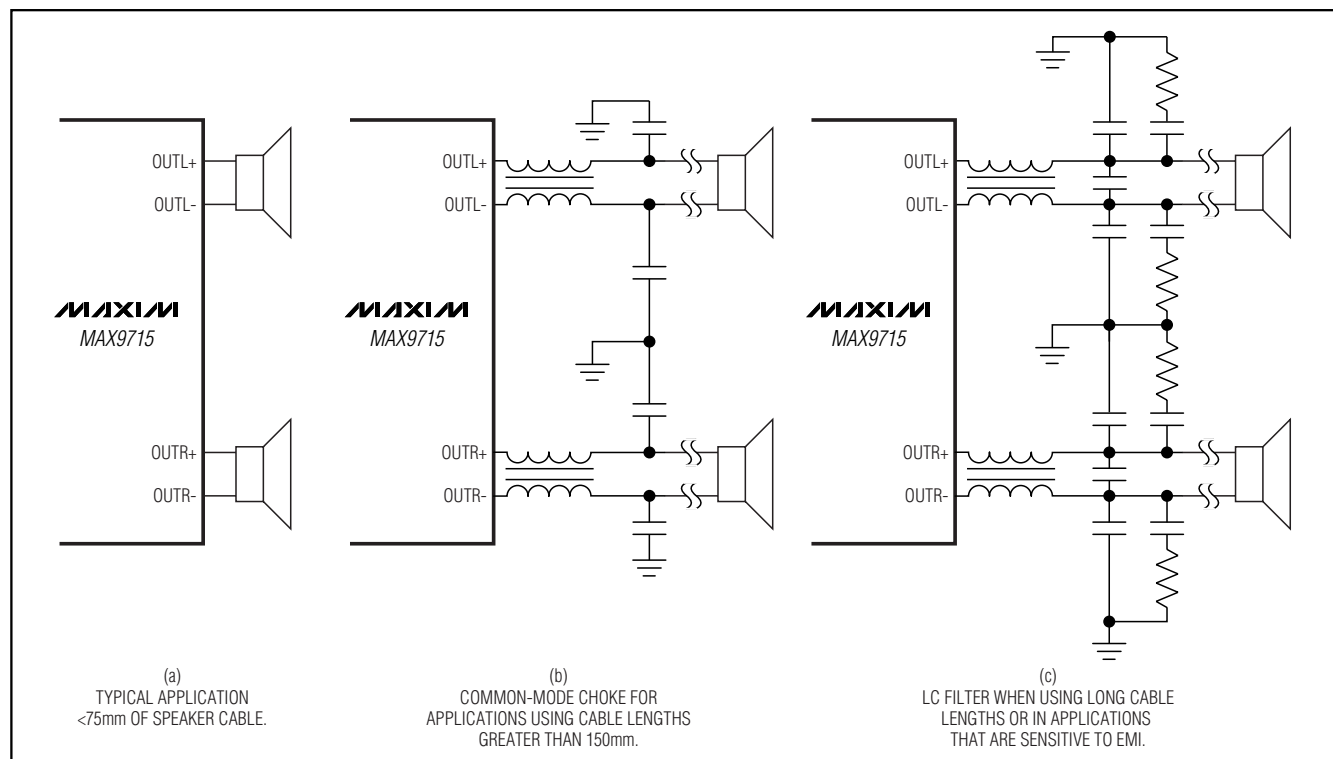 OUTL+
OUTL-
MAXIM
MAX9715
OUTR+
OUTR-
(a)
TYPICAL APPLICATION
<75mm OF SPEAKER CABLE.
OUTL+
OUTL-
MAXIM
MAX9715
OUTR+
OUTR-
(b)
COMMON-MODE CHOKE FOR
APPLICATIONS USING CABLE LENGTHS
GREATER THAN 150mm.
OUTL+
OUTL-
MAXIM
MAX9715
OUTR+
OUTR-
(c)
LC FILTER WHEN USING LONG CABLE
LENGTHS OR IN APPLICATIONS
THAT ARE SENSITIVE TO EMI.